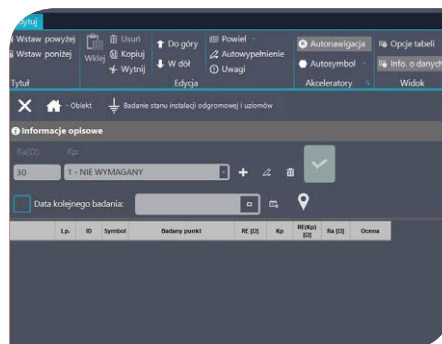 Edytuj
Wstaw powyżej
Wstaw poniżej
Tytuł
Wklej
Usuń
Kopiuj
Wytnij
Do góry
W dół
Powiel
Autowypełnienie
Uwagi
Edycja
Autonawigacja
Autosymbol
Akceleratory
Opcje tabeli
Info. o danych
Widok
- Obiekt
Badanie stanu instalacji odgromowej i uziomów
Informacje opisowe
Ra[Ω]: Kp:
30 1 - NIE WYMAGANY
Data kolejnego badania:
Lp. ID Symbol Badany punkt RE [Ω] Kp RE(Kp) [Ω] Ra [Ω] Ocena